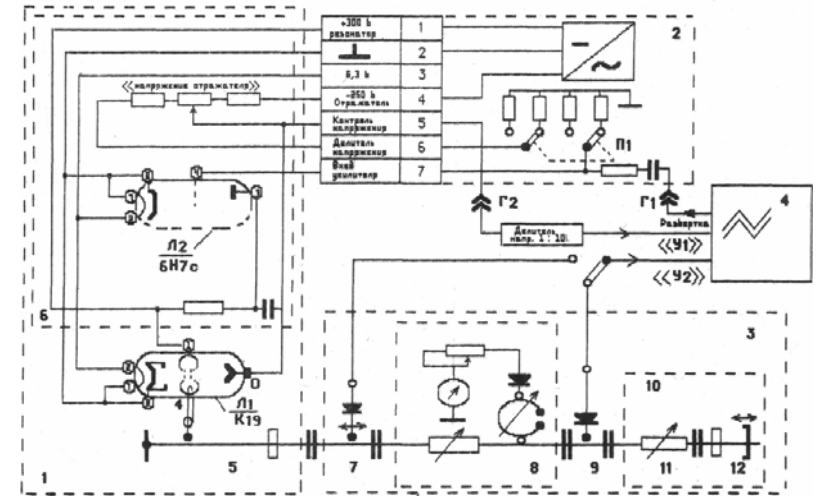 +300 b
резонатор
1
2
6,3 b
3
-250 b
Отражатель
4
Контроль
напряжения
5
Делитель
напряжения
6
Вход
усилителя
7
2
<<напряжение отражателя>>
П1
Г2
Г1
4
Развертка
Делитель
напр. 1 : 10
<<У1>>
<<У2>>
Л2
6Н7с
6
3
10
4
Л1
К19
1
5
7
8
9
11
12